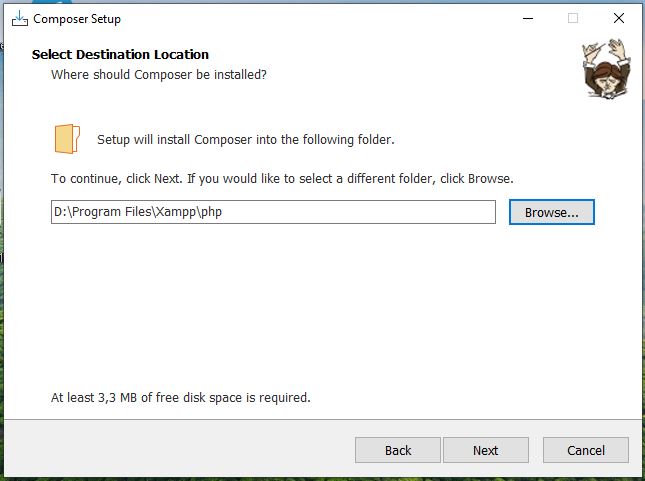 Composer Setup
Select Destination Location
Where should Composer be installed?
Setup will install Composer into the following folder.
To continue, click Next. If you would like to select a different folder, click Browse.
D:\Program Files\Xampp\php
Browse...
At least 3,3 MB of free disk space is required.
Back
Next
Cancel